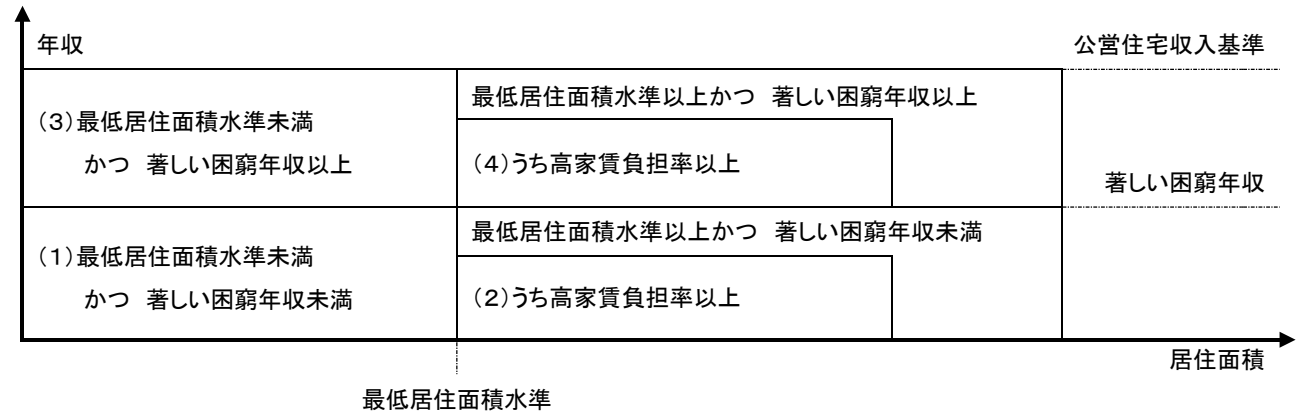 年収
公営住宅収入基準
最低居住面積水準以上かつ 著しい困窮年収以上
（３）最低居住面積水準未満
かつ 著しい困窮年収以上
（４）うち高家賃負担率以上
著しい困窮年収
最低居住面積水準以上かつ 著しい困窮年収未満
（１）最低居住面積水準未満
かつ 著しい困窮年収未満
（２）うち高家賃負担率以上
居住面積
最低居住面積水準